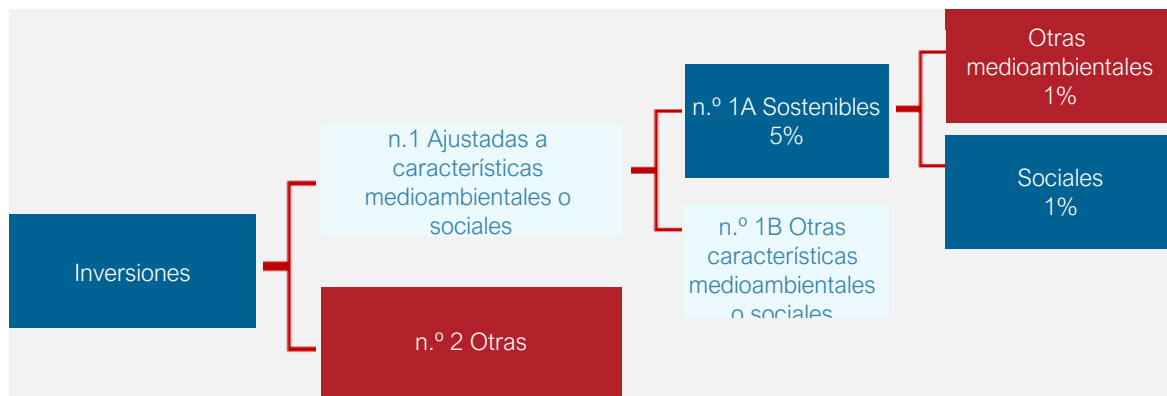 Inversiones
n.1 Ajustadas a
características
medioambientales o
sociales
n.º 2 Otras
n.º 1A Sostenibles
5%
n.º 1B Otras
características
medioambientales
o sociales
Otras
medioambientales
1%
Sociales
1%